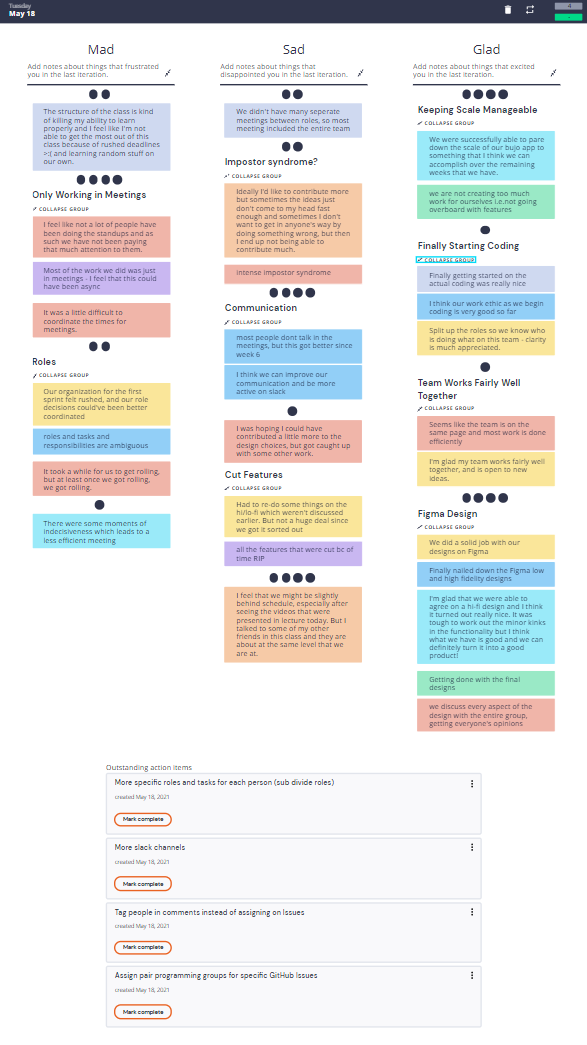 Tuesday
May 18
4
Mad
Add notes about things that frustrated
you in the last iteration.
The structure of the class is kind
of killing my ability to learn
properly and I feel like I'm not
able to get the most out of this
class because of rushed deadlines
>:( and learning random stuff on
our own.
Only Working in Meetings
COLLAPSE GROUP
I feel like not a lot of people have
been doing the standups and as
such we have not been paying
that much attention to them.
Most of the work we did was just
in meetings - I feel that this could
have been async
It was a little difficult to
coordinate the times for
meetings.
Roles
COLLAPSE GROUP
Our organization for the first
sprint felt rushed, and our role
decisions could've been better
coordinated
roles and tasks and
responsibilities are ambiguous
It took a while for us to get rolling,
but at least once we got rolling,
we got rolling.
There were some moments of
indecisiveness which leads to a
less efficient meeting
Sad
Add notes about things that
disappointed you in the last iteration.
We didn't have many seperate
meetings between roles, so most
meeting included the entire team
Impostor syndrome?
COLLAPSE GROUP
Ideally I'd like to contribute more
but sometimes the ideas just
don't come to my head fast
enough and sometimes I don't
want to get in anyone's way by
doing something wrong, but then
I end up not being able to
contribute much.
intense impostor syndrome
Communication
COLLAPSE GROUP
most people dont talk in the
meetings, but this got better since
week 6
I think we can improve our
communication and be more
active on slack
I was hoping I could have
contributed a little more to the
design choices, but got caught up
with some other work.
Cut Features
COLLAPSE GROUP
Had to re-do some things on the
hi/lo-fi which weren't discussed
earlier. But not a huge deal since
we got it sorted out
all the features that were cut bc of
time RIP
I feel that we might be slightly
behind schedule, especially after
seeing the videos that were
presented in lecture today. But I
talked to some of my other
friends in this class and they are
about at the same level that we
are at.
Glad
Add notes about things that excited
you in the last iteration.
Keeping Scale Manageable
COLLAPSE GROUP
We were successfully able to pare
down the scale of our bujo app to
something that I think we can
accomplish over the remaining
weeks that we have.
we are not creating too much
work for ourselves i.e.not going
overboard with features
Finally Starting Coding
COLLAPSE GROUP
Finally getting started on the
actual coding was really nice
I think our work ethic as we begin
coding is very good so far
Split up the roles so we know who
is doing what on this team - clarity
is much appreciated.
Team Works Fairly Well
Together
COLLAPSE GROUP
Seems like the team is on the
same page and most work is done
efficiently
I'm glad my team works fairly well
together, and is open to new
ideas.
Figma Design
COLLAPSE GROUP
We did a solid job with our
designs on Figma
Finally nailed down the Figma low
and high fidelity designs
I'm glad that we were able to
agree on a hi-fi design and I think
it turned out really nice. It was
tough to work out the minor kinks
in the functionality but I think
what we have is good and we can
definitely turn it into a good
product!
Getting done with the final
designs
we discuss every aspect of the
design with the entire group,
getting everyone's opinions
Outstanding action items
More specific roles and tasks for each person (sub divide roles)
created May 18, 2021
Mark complete
More slack channels
created May 18, 2021
Mark complete
Tag people in comments instead of assigning on Issues
created May 18, 2021
Mark complete
Assign pair programming groups for specific GitHub Issues
created May 18, 2021
Mark complete